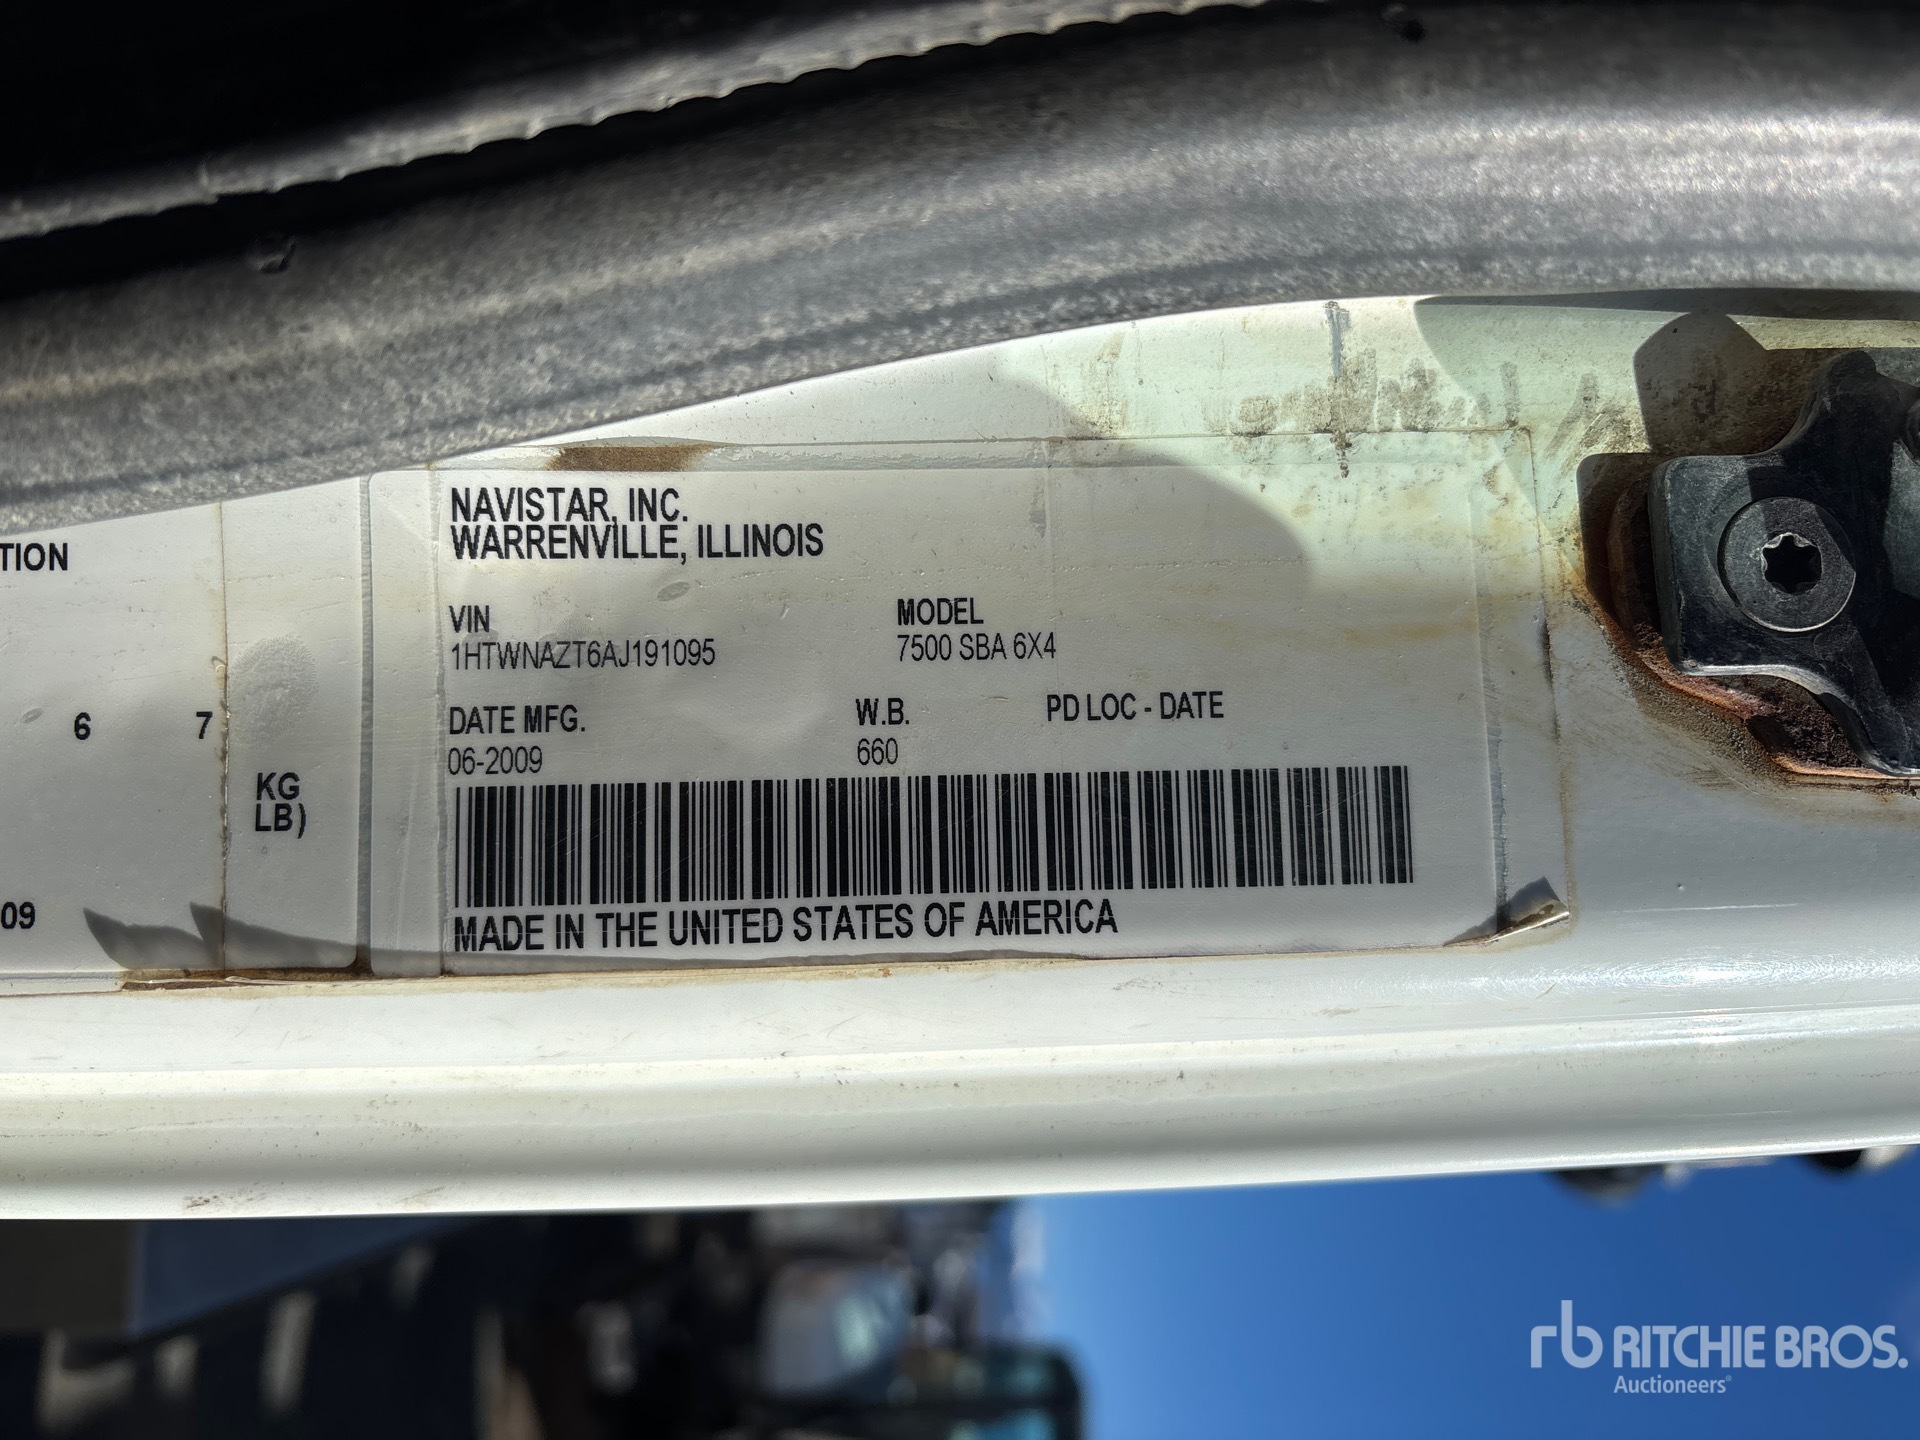 TION
6 7
KG
LB)
09
NAVISTAR, INC.
WARRENVILLE, ILLINOIS
VIN MODEL
1HTWNAZT6AJ191095 7500 SBA 6X4
DATE MFG. W.B. PD LOC - DATE
06-2009 660
MADE IN THE UNITED STATES OF AMERICA
rb RITCHIE BROS.
Auctioneers